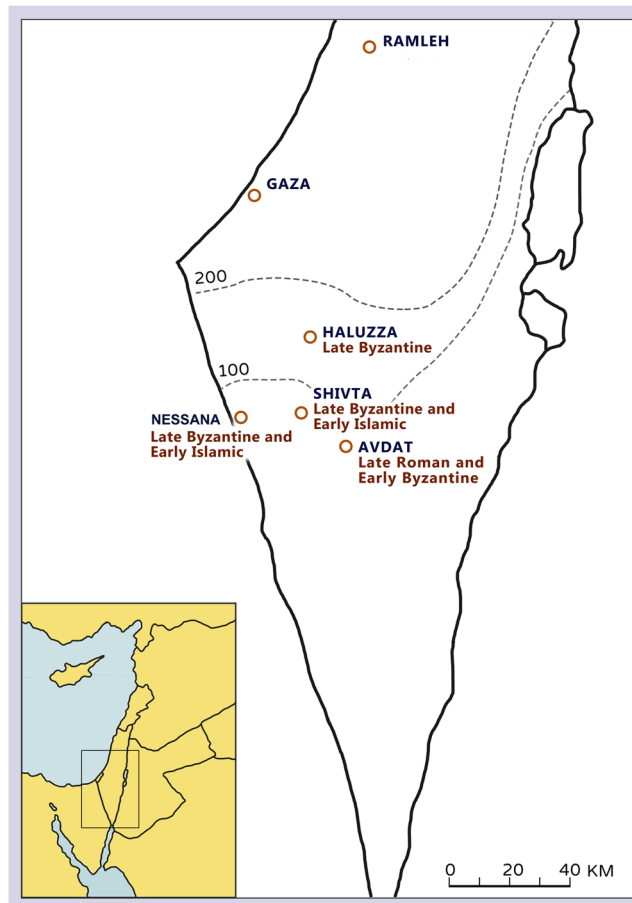 RAMLEH
GAZA
200
HALUZZA
Late Byzantine
100
SHIVTA
Late Byzantine and
Early Islamic
NESSANA
Late Byzantine and
Early Islamic
AVDAT
Late Roman and
Early Byzantine
0 20 40 KM